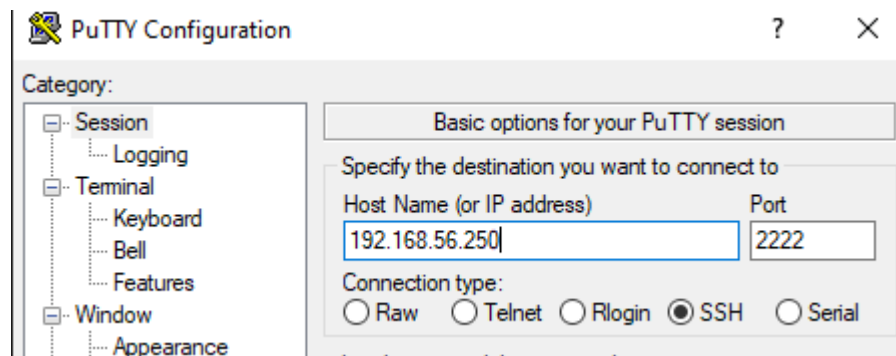 PuTTY Configuration
Category:
Session
Logging
Terminal
Keyboard
Bell
Features
Window
Appearance
Basic options for your PuTTY session
Specify the destination you want to connect to
Host Name (or IP address) Port
192.168.56.250 2222
Connection type:
Raw Telnet Rlogin SSH Serial